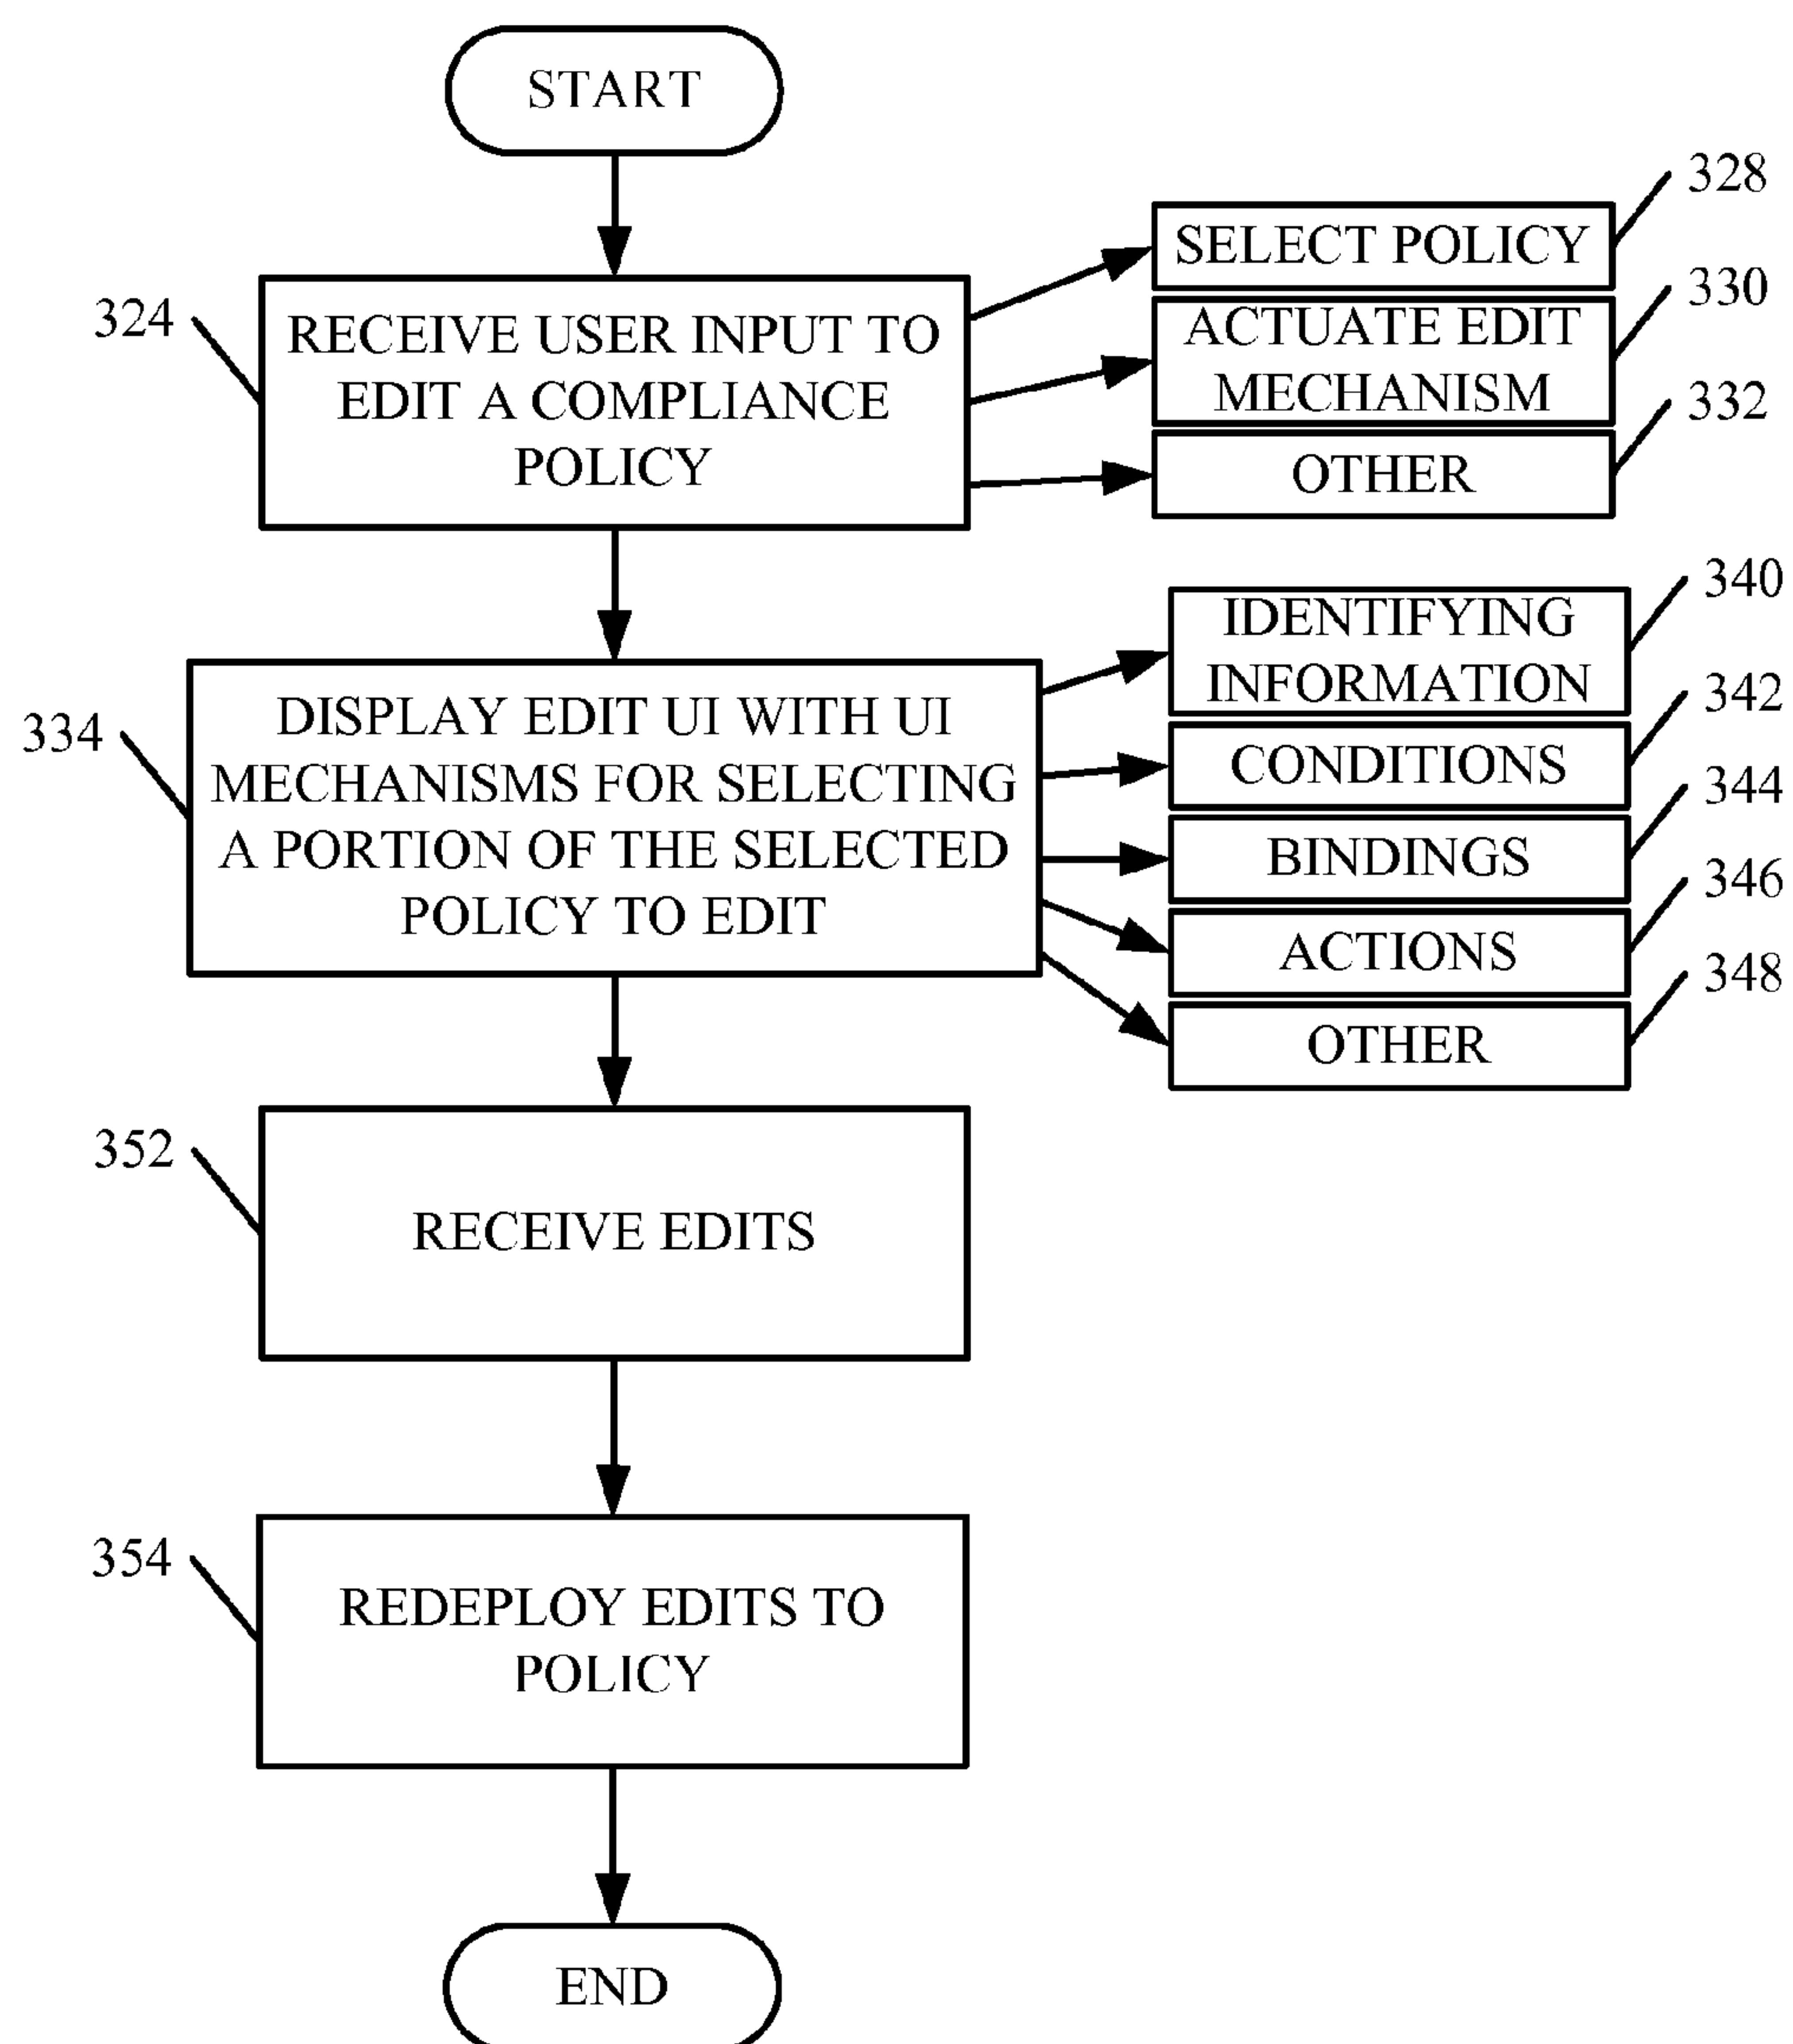 START
328
SELECT POLICY
330
324
RECEIVE USER INPUT TO
EDIT A COMPLIANCE
POLICY
ACTUATE EDIT
MECHANISM
332
OTHER
340
IDENTIFYING
INFORMATION
342
334
DISPLAY EDIT UI WITH UI
MECHANISMS FOR SELECTING
A PORTION OF THE SELECTED
POLICY TO EDIT
CONDITIONS
344
BINDINGS
346
ACTIONS
348
OTHER
352
RECEIVE EDITS
354
REDEPLOY EDITS TO
POLICY
END